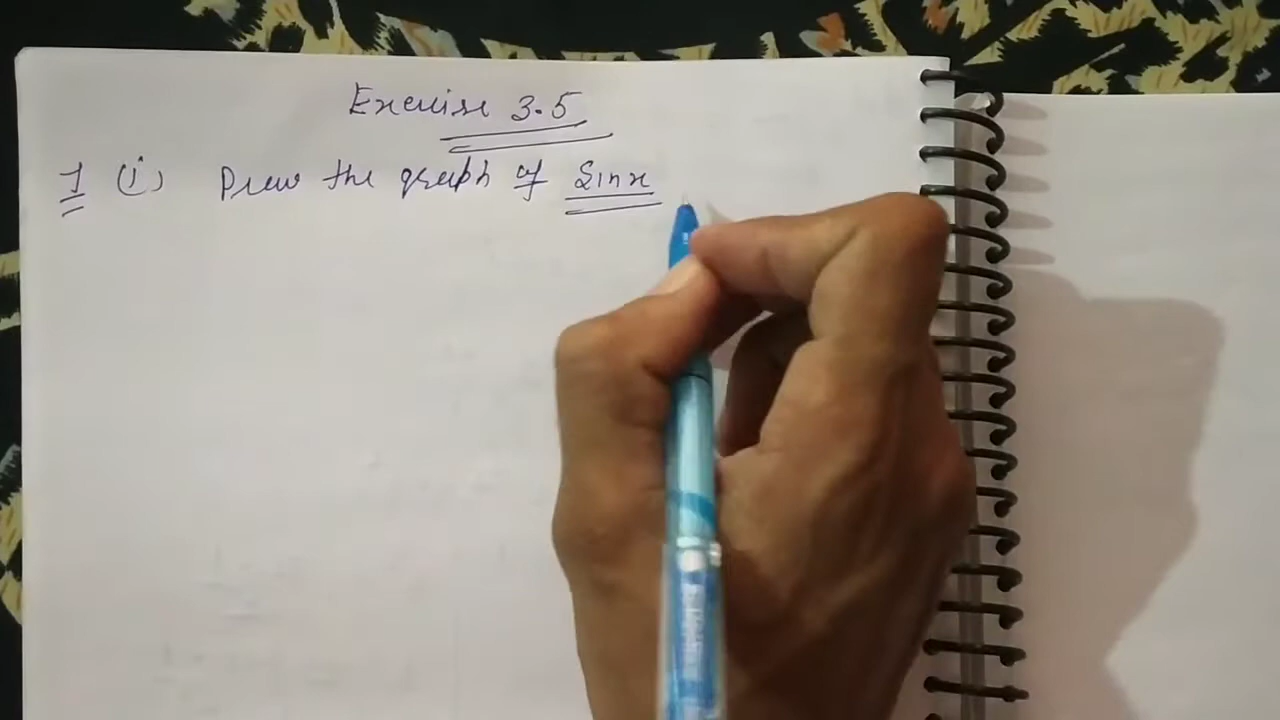 Exercise 3.5
1 (i) Draw the graph of Sinx